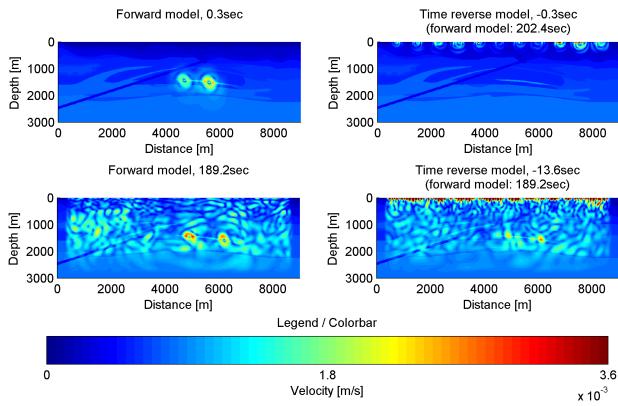 Forward model, 0.3sec
Time reverse model, -0.3sec
(forward model: 202.4sec)
Depth [m]
0
1000
2000
3000
0 2000 4000 6000 8000
Distance [m]
Depth [m]
0
1000
2000
3000
0 2000 4000 6000 8000
Distance [m]
Forward model, 189.2sec
Time reverse model, -13.6sec
(forward model: 189.2sec)
Depth [m]
0
1000
2000
3000
0 2000 4000 6000 8000
Distance [m]
Depth [m]
0
1000
2000
3000
0 2000 4000 6000 8000
Distance [m]
Legend / Colorbar
0 1.8 3.6
Velocity [m/s]
x 10⁻³